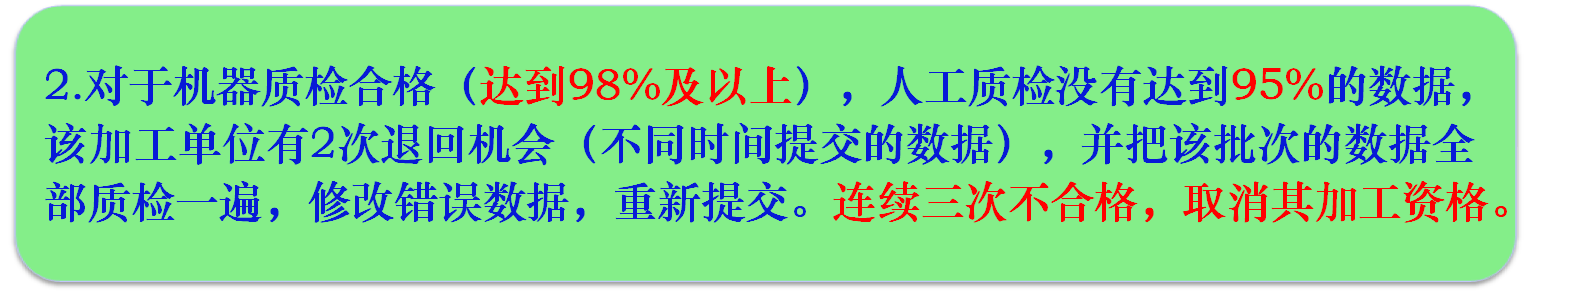 2.对于机器质检合格（达到98%及以上），人工质检没有达到95%的数据，
该加工单位有2次退回机会（不同时间提交的数据），并把该批次的数据全
部质检一遍，修改错误数据，重新提交。连续三次不合格，取消其加工资格。